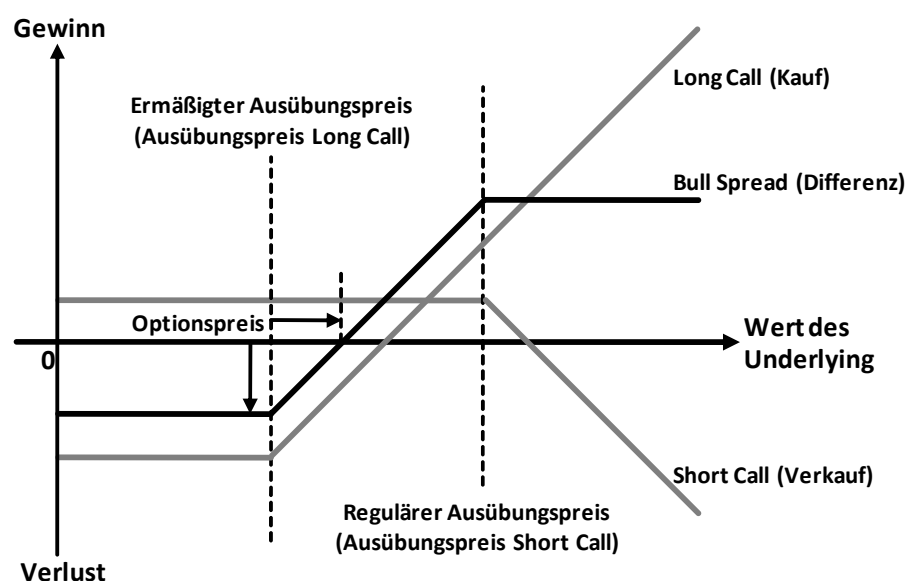 Gewinn
Long Call (Kauf)
Ermäßigter Ausübungspreis
(Ausübungspreis Long Call)
Bull Spread (Differenz)
Optionspreis
Wert des
Underlying
0
Short Call (Verkauf)
Regulärer Ausübungspreis
(Ausübungspreis Short Call)
Verlust